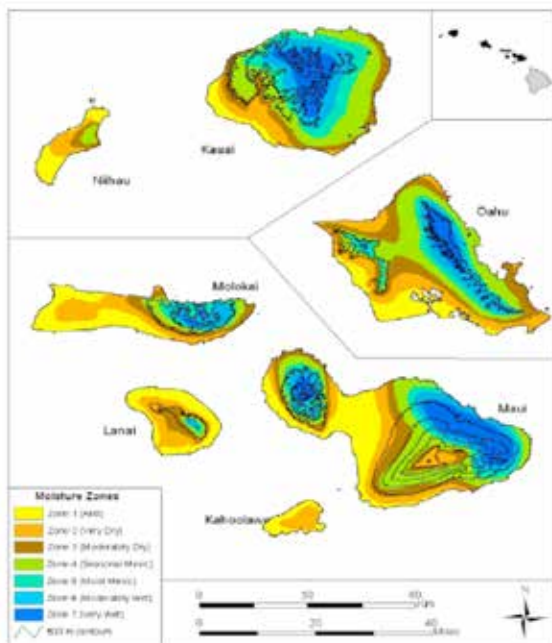 Kauai
Niihau
Oahu
Molokai
Lanai
Maui
Kahoolawe
Moisture Zones
Zone 1 (Arid)
Zone 2 (Very Dry)
Zone 3 (Moderately Dry)
Zone 4 (Seasonal Mesic)
Zone 5 (Moist Mesic)
Zone 6 (Moderately Wet)
Zone 7 (Very Wet)
N
0
40
0
20
40
Miles